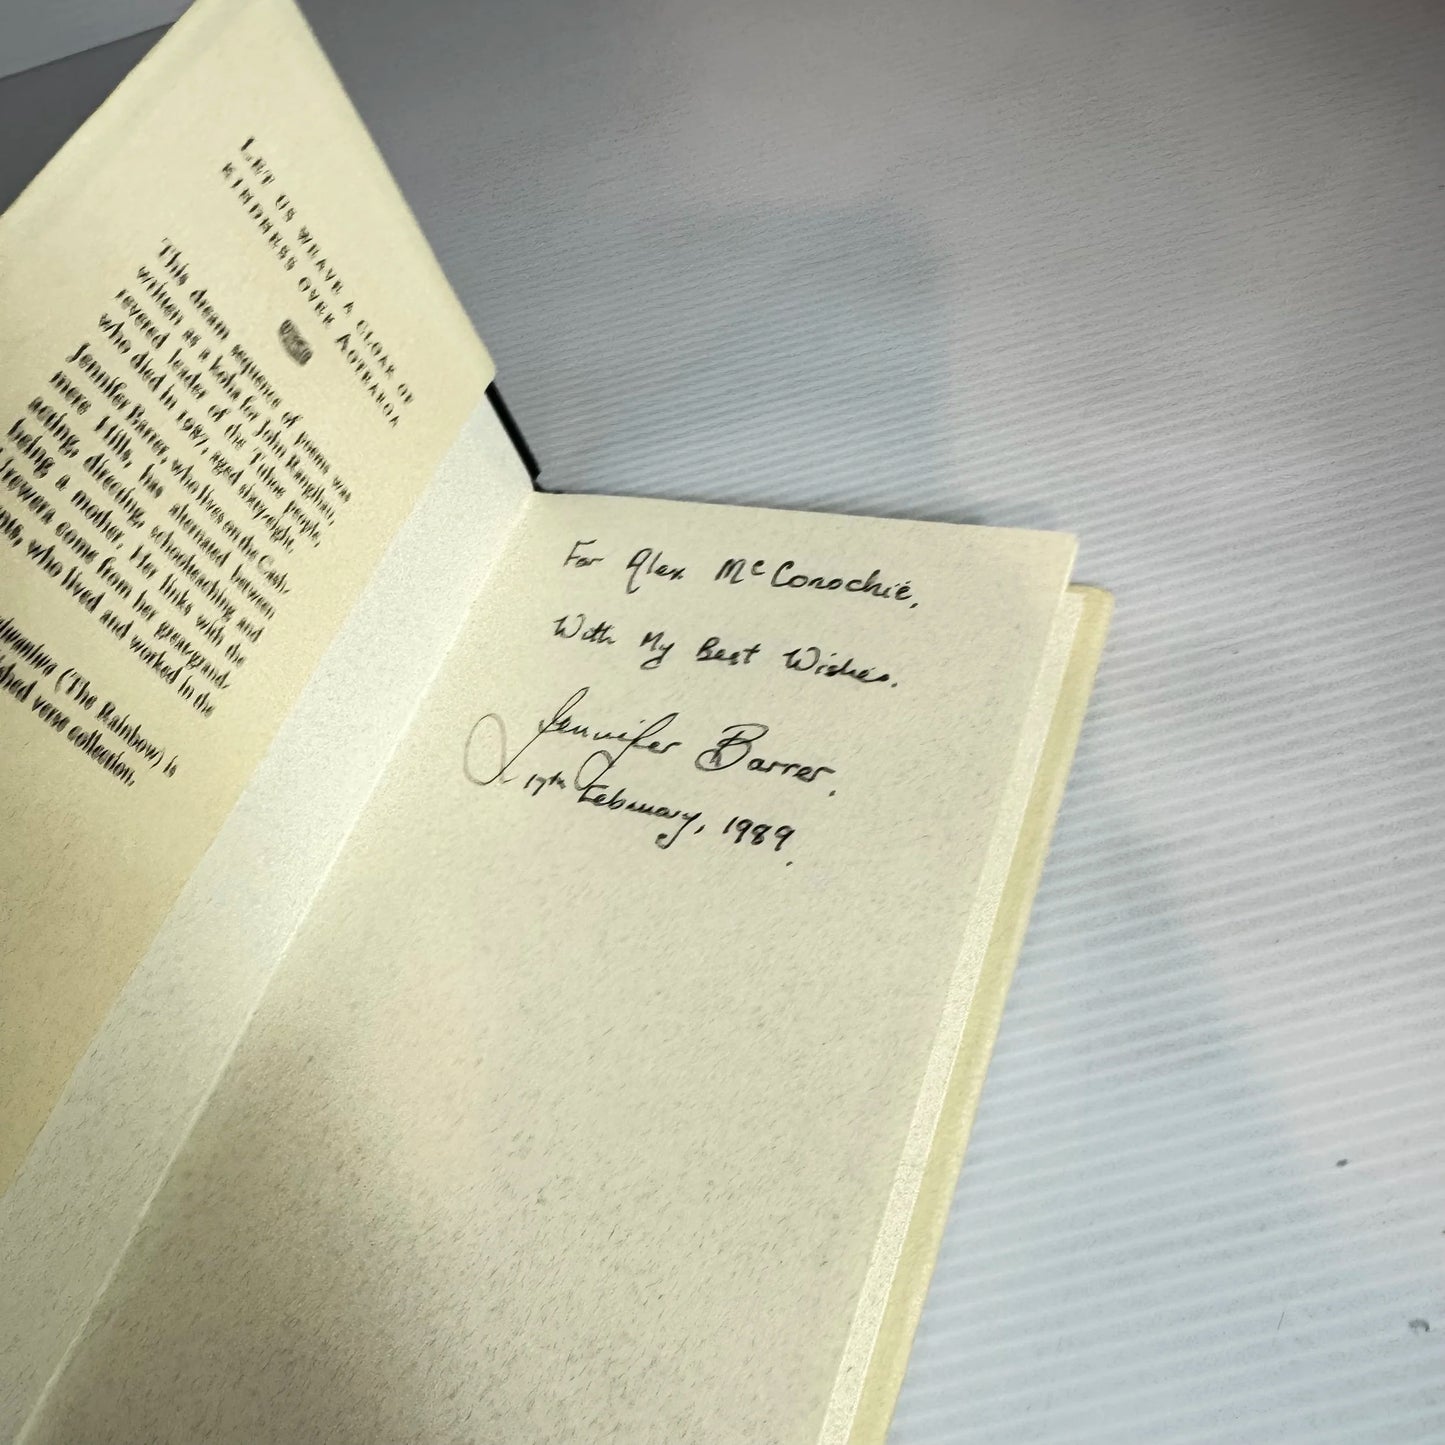 LET US WEAVE A CLOAK OF
KINDNESS OVER AOTEAROA
This dream sequence of poems was
written as a koha for John Rangihau,
revered leader of the Tuhoe people,
who died in 1987, aged sixty-eight.
Jennifer Barrer, who lives on the Cash-
mere Hills, has alternated between
acting, directing, schoolteaching and
being a mother. Her links with the
come from her grand-
who lived and worked in the
(The Rainbow) is
verse collection.
For Alex McConochie,
With My Best Wishes.
Jennifer Barrer.
17th February, 1989.